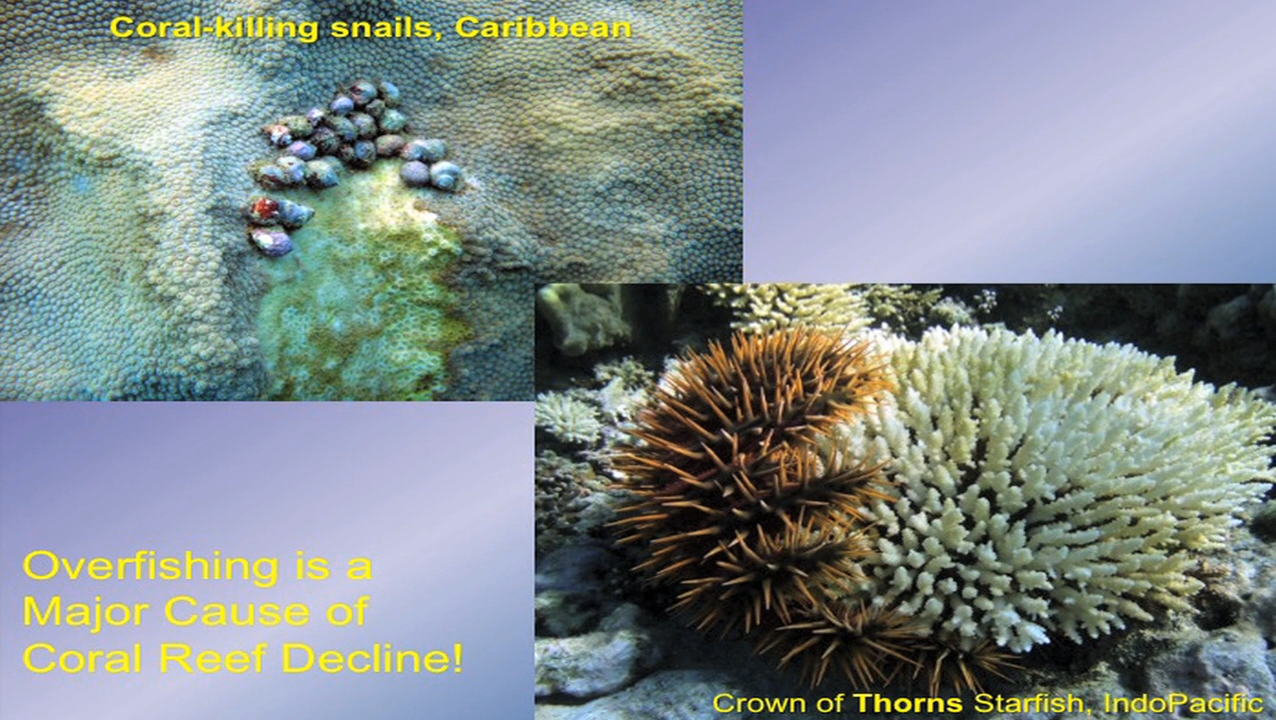 Coral-killing snails, Caribbean
Overfishing is a
Major Cause of
Coral Reef Decline!
Crown of Thorns Starfish, IndoPacific